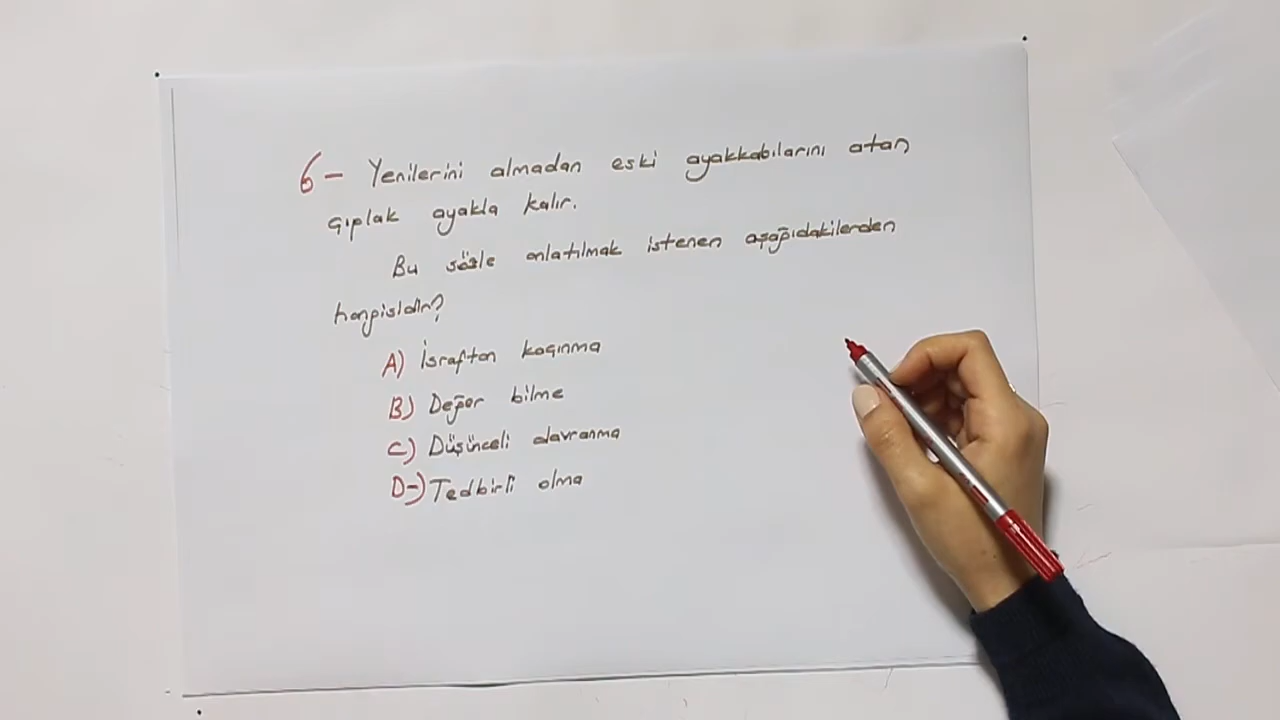 6- Yenilerini almadan eski ayakkabılarını atan
çıplak ayakla kalır.
Bu sözle anlatılmak istenen aşağıdakilerden
hangisidir?
A) İsraftan kaçınma
B) Değer bilme
C) Düşünceli davranma
D-) Tedbirli olma